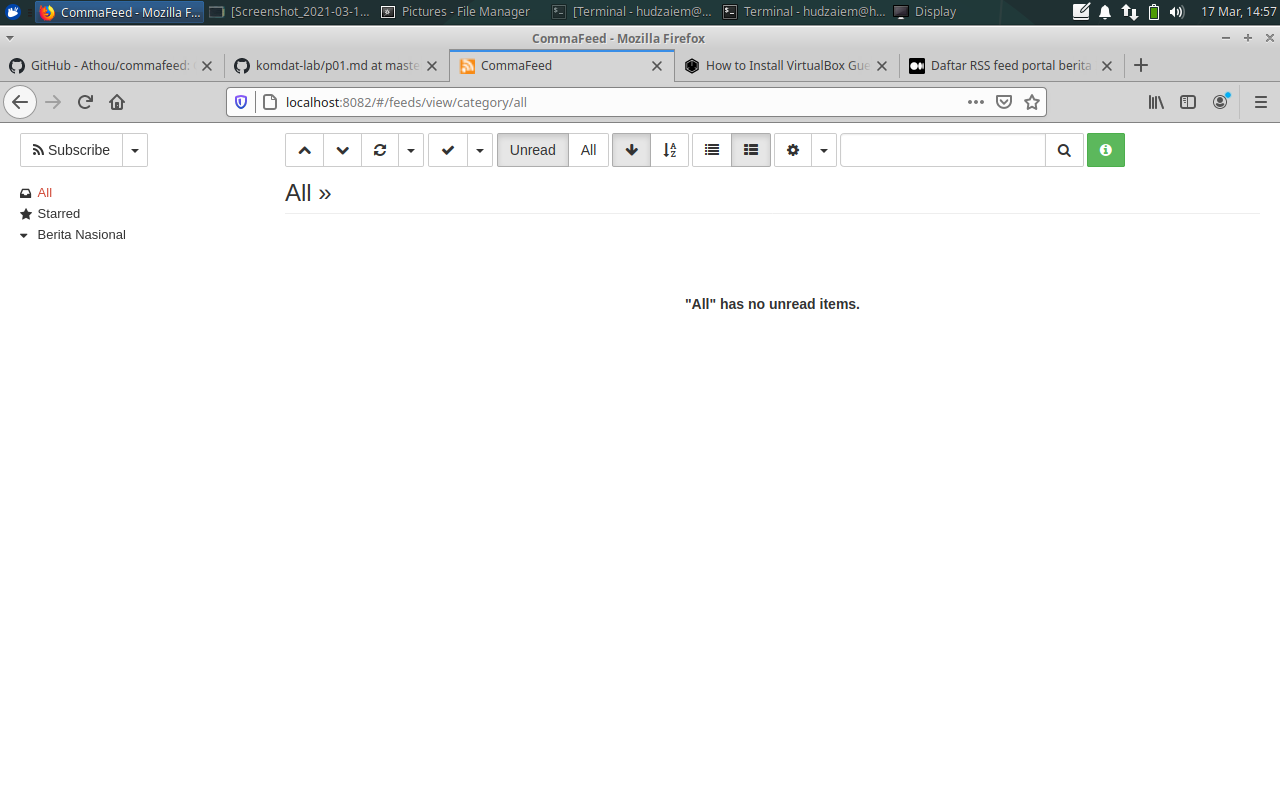 CommaFeed - Mozilla F...
[Screenshot_2021-03-1...
Pictures - File Manager
[Terminal - hudzaiem@...
Terminal - hudzaiem@h...
Display
17 Mar, 14:57
CommaFeed - Mozilla Firefox
GitHub - Athou/commafeed:
komdat-lab/p01.md at maste
CommaFeed
How to Install VirtualBox Gue
Daftar RSS feed portal berita
localhost:8082/#/feeds/view/category/all
Subscribe
Unread
All
All
Starred
Berita Nasional
All »
"All" has no unread items.